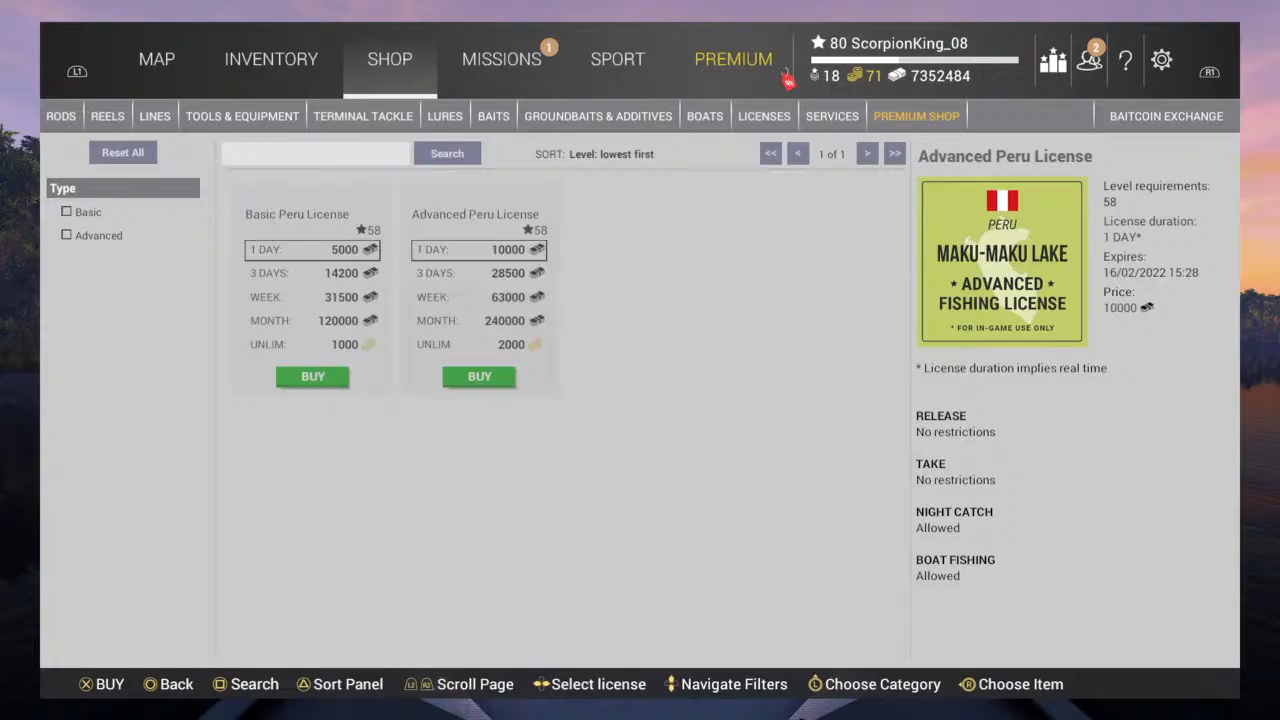 L1
MAP
INVENTORY
SHOP
MISSIONS
1
SPORT
PREMIUM
80 ScorpionKing_08
18
71
7352484
2
?
R1
RODS
REELS
LINES
TOOLS & EQUIPMENT
TERMINAL TACKLE
LURES
BAITS
GROUNDBAITS & ADDITIVES
BOATS
LICENSES
SERVICES
PREMIUM SHOP
BAITCOIN EXCHANGE
Reset All
Type
Basic
Advanced
Search
SORT: Level: lowest first
<< < 1 of 1 > >>
Basic Peru License
58
1 DAY: 5000
3 DAYS: 14200
WEEK: 31500
MONTH: 120000
UNLIM: 1000
BUY
Advanced Peru License
58
1 DAY: 10000
3 DAYS: 28500
WEEK: 63000
MONTH: 240000
UNLIM: 2000
BUY
Advanced Peru License
PERU
MAKU-MAKU LAKE
* ADVANCED *
FISHING LICENSE
* FOR IN-GAME USE ONLY
Level requirements:
58
License duration:
1 DAY*
Expires:
16/02/2022 15:28
Price:
10000
* License duration implies real time
RELEASE
No restrictions
TAKE
No restrictions
NIGHT CATCH
Allowed
BOAT FISHING
Allowed
BUY
Back
Search
Sort Panel
L2 R2 Scroll Page
Select license
Navigate Filters
L Choose Category
R Choose Item